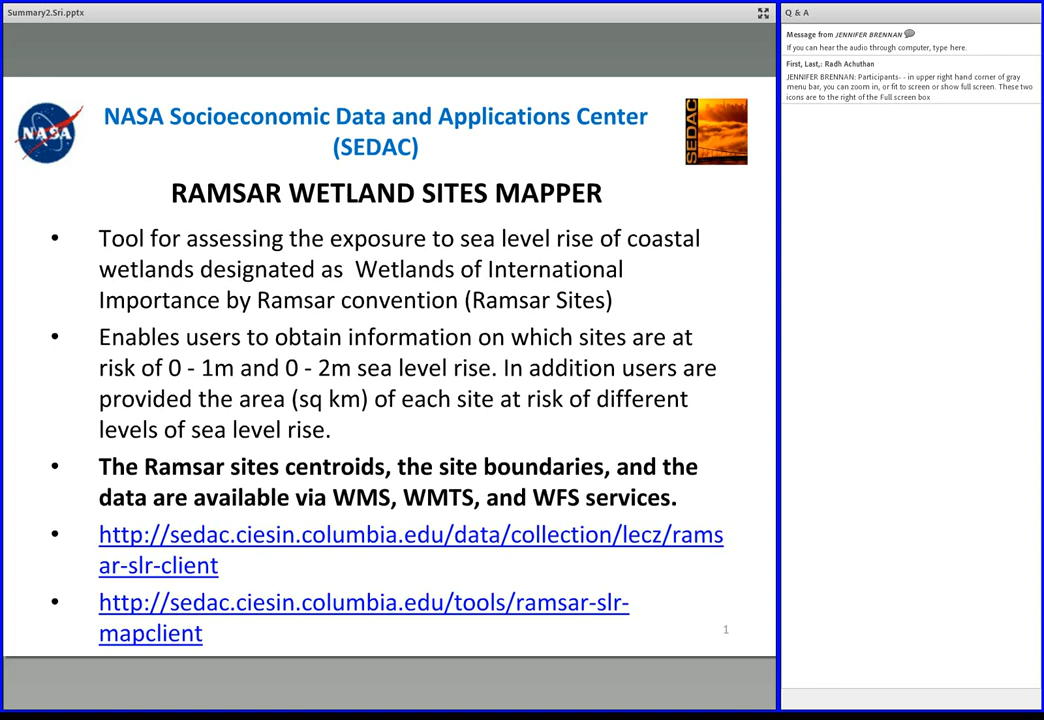 Summary2.Sri.pptx
NASA Socioeconomic Data and Applications Center
(SEDAC)
NASA
SEDAC
RAMSAR WETLAND SITES MAPPER
• Tool for assessing the exposure to sea level rise of coastal
wetlands designated as  Wetlands of International
Importance by Ramsar convention (Ramsar Sites)
• Enables users to obtain information on which sites are at
risk of 0 - 1m and 0 - 2m sea level rise. In addition users are
provided the area (sq km) of each site at risk of different
levels of sea level rise.
• The Ramsar sites centroids, the site boundaries, and the
data are available via WMS, WMTS, and WFS services.
• http://sedac.ciesin.columbia.edu/data/collection/lecz/rams
ar-slr-client
• http://sedac.ciesin.columbia.edu/tools/ramsar-slr-
mapclient
1
Q & A
Message from JENNIFER BRENNAN
If you can hear the audio through computer, type here.
First, Last,: Radh Achuthan
JENNIFER BRENNAN: Participants- - in upper right hand corner of gray
menu bar, you can zoom in, or fit to screen or show full screen. These two
icons are to the right of the Full screen box